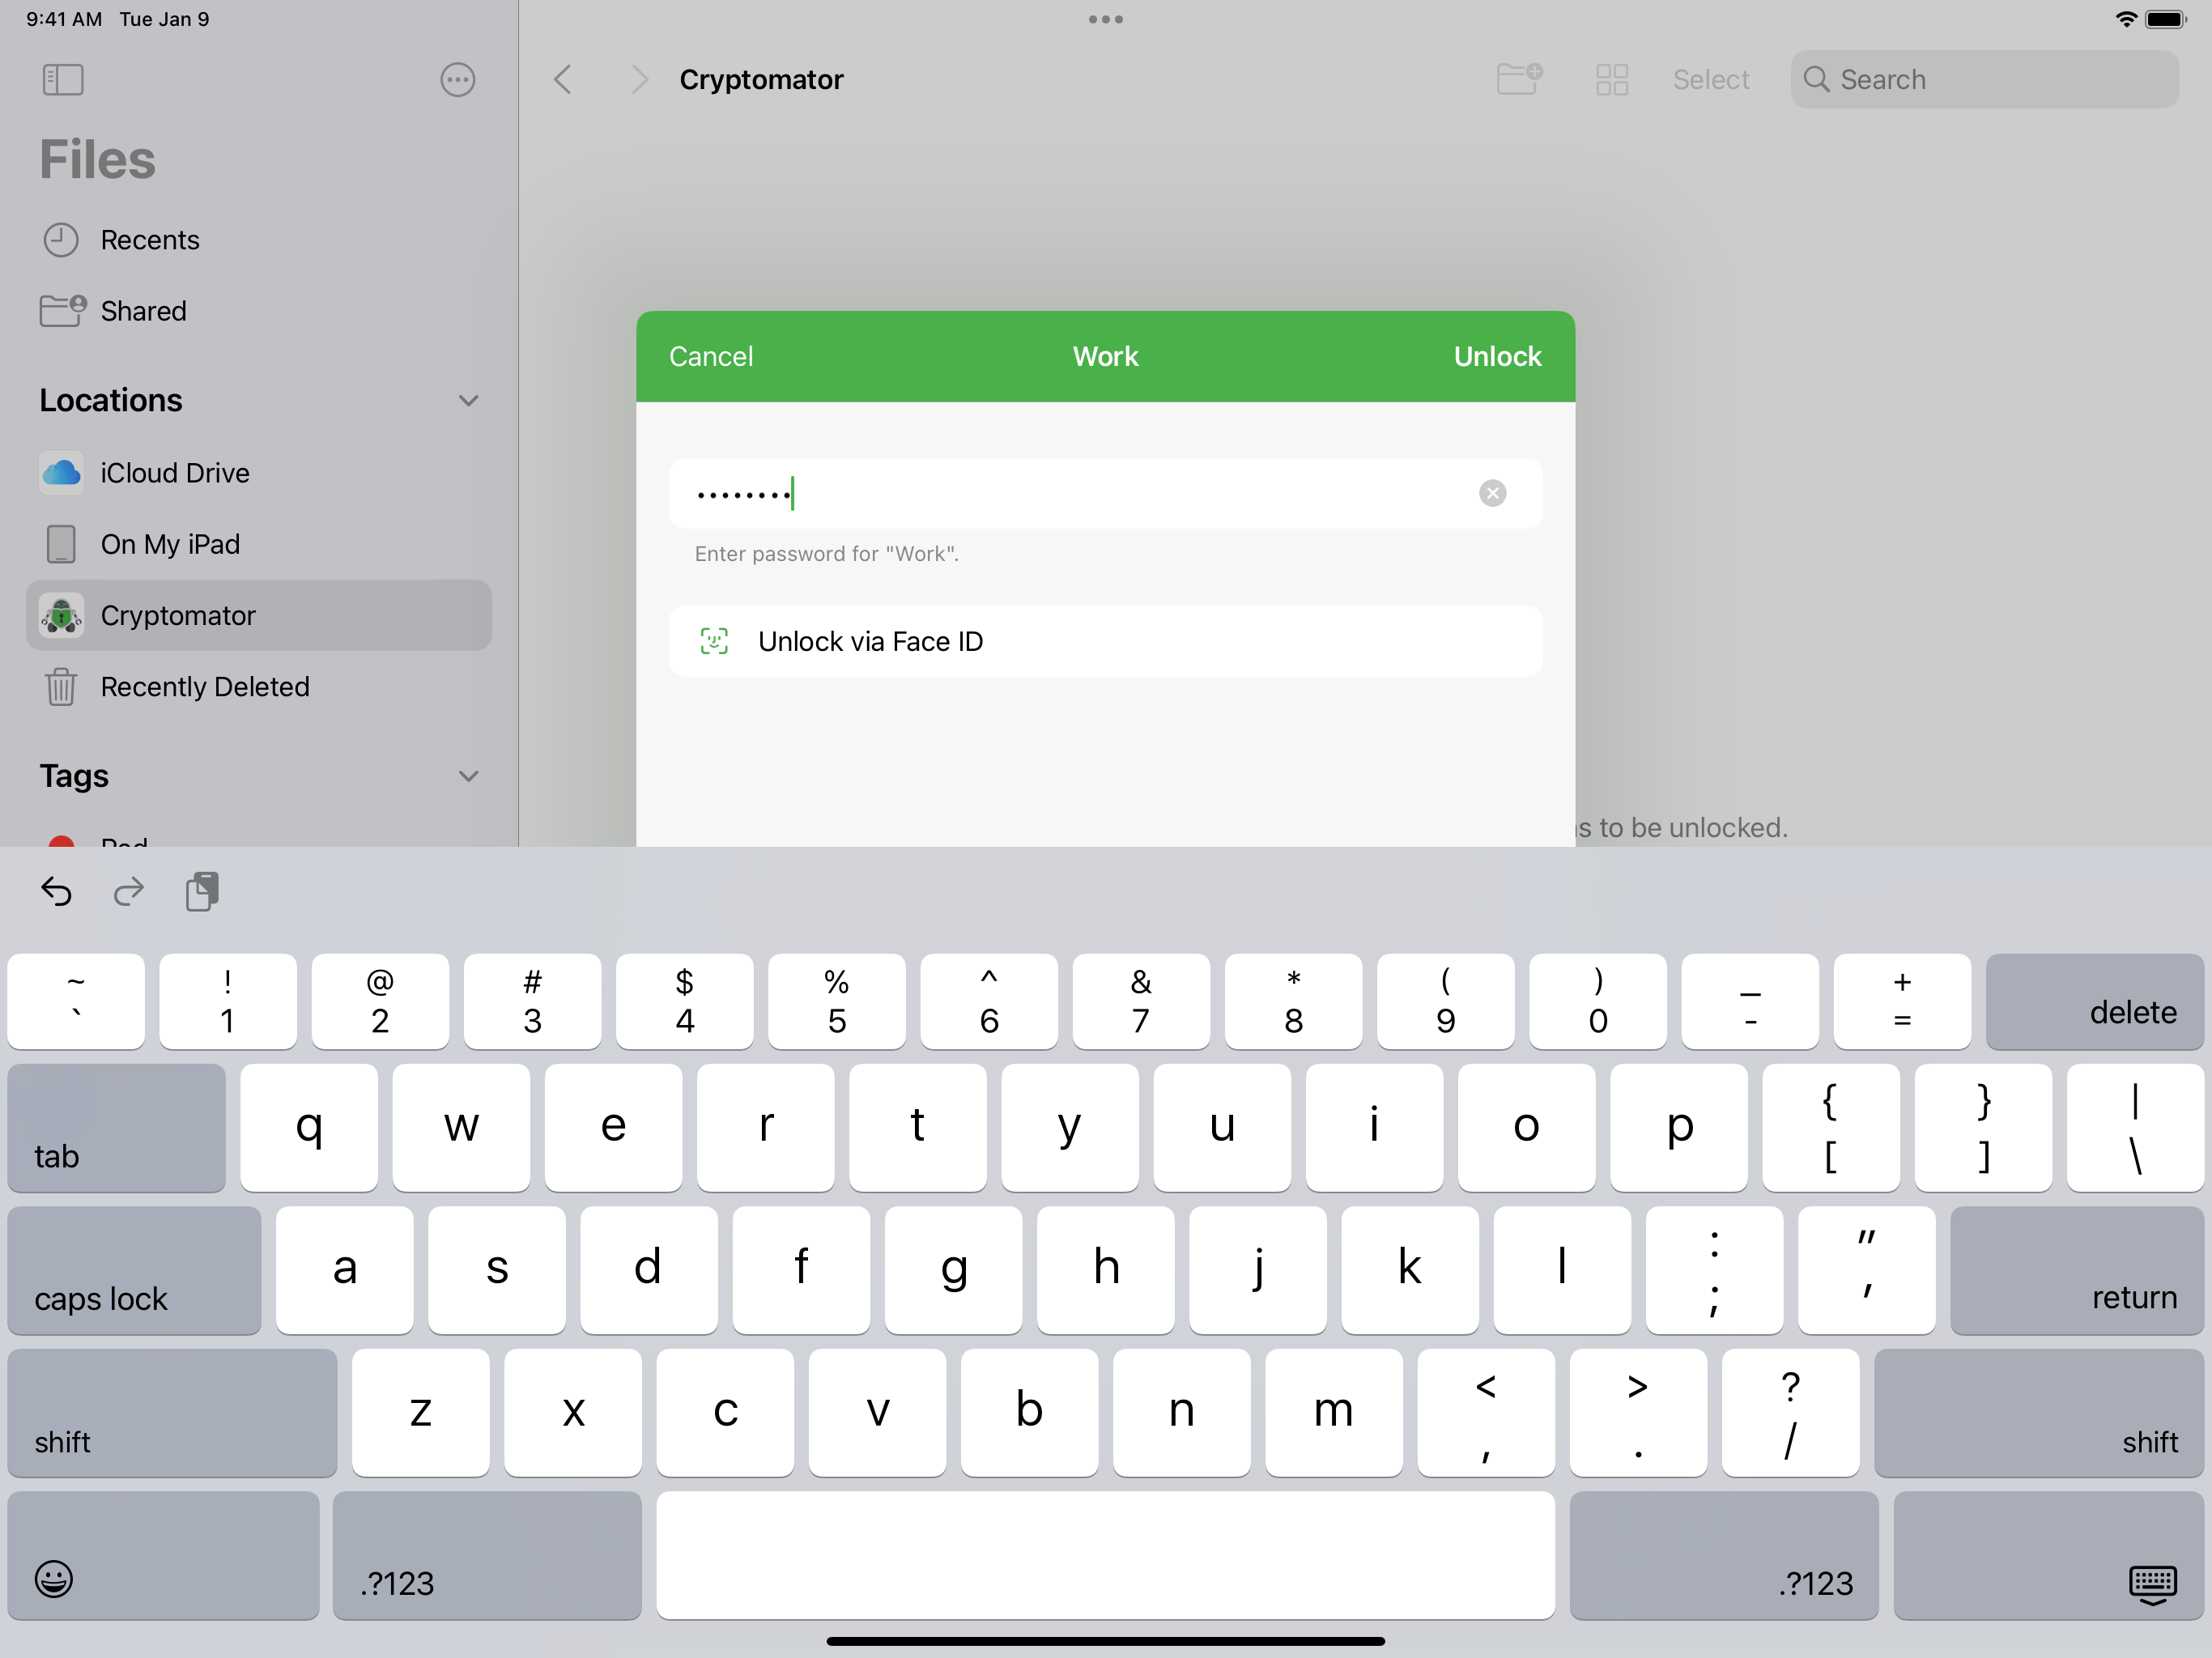 9:41 AM Tue Jan 9
Cryptomator
Select
Search
Files
Recents
Shared
Locations
iCloud Drive
On My iPad
Cryptomator
Recently Deleted
Tags
Cancel
Work
Unlock
Enter password for "Work".
Unlock via Face ID
to be unlocked.
~ ! @ # $ % ^ & * ( ) _ +
` 1 2 3 4 5 6 7 8 9 0 - = delete
tab q w e r t y u i o p { [ } ] | \
caps lock a s d f g h j k l : ; " ' return
shift z x c v b n m < , > . ? / shift
.?123 .?123